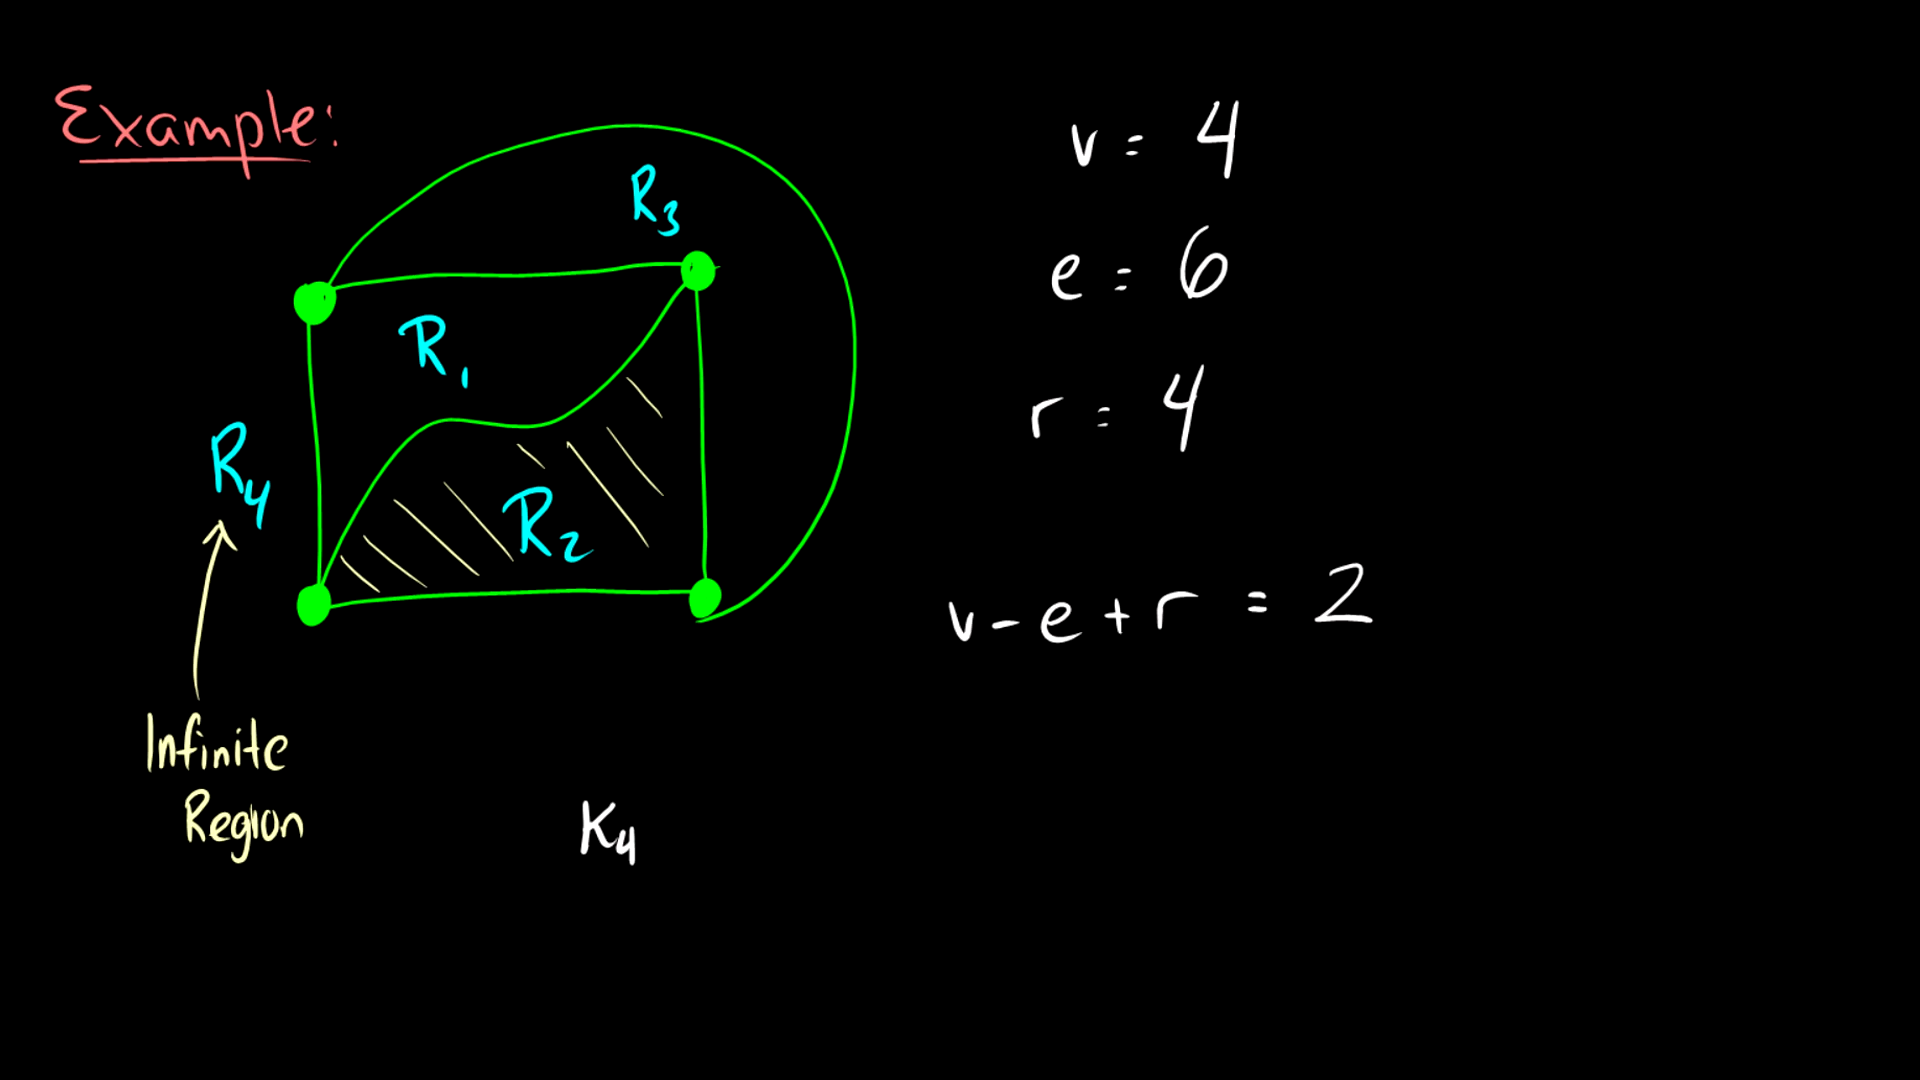 Example:
R₃
R₁
R₄
R₂
Infinite
Region
K₄
v = 4
e = 6
r = 4
v - e + r = 2